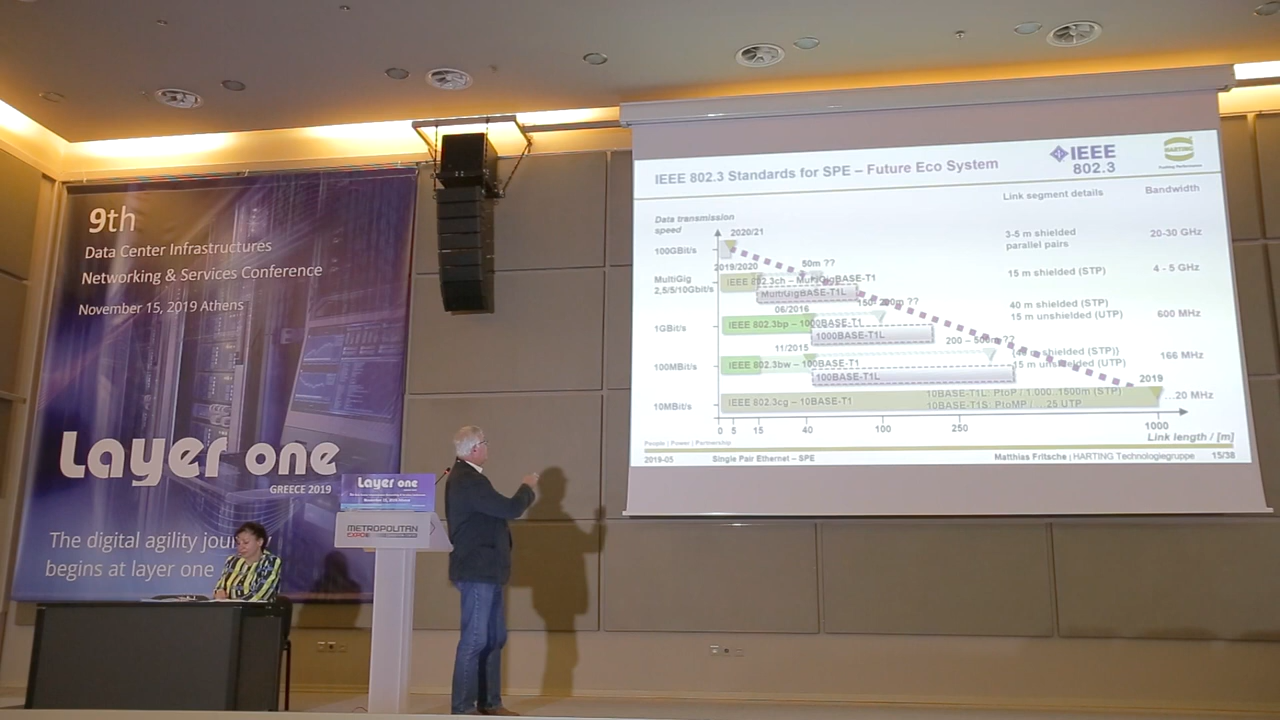 9th
Data Center Infrastructures
Networking & Services Conference
November 15, 2019 Athens
Layer one
GREECE 2019
The digital agility
begins at layer one
Layer one
METROPOLITAN
EXPO
IEEE 802.3 Standards for SPE – Future Eco System
IEEE
802.3
HARTING
Link segment details
Bandwidth
Data transmission
speed
2020/21
100GBit/s
3-5 m shielded
parallel pairs
20-30 GHz
2019/2020
50m ??
MultiGig
2,5/5/10Gbit/s
IEEE 802.3ch – MultiGigBASE-T1
MultiGigBASE-T1L
15 m shielded (STP)
4 - 5 GHz
06/2016
200m ??
1GBit/s
IEEE 802.3bp – 1000BASE-T1
1000BASE-T1L
40 m shielded (STP)
15 m unshielded (UTP)
600 MHz
11/2015
200 – 500m ??
100MBit/s
IEEE 802.3bw – 100BASE-T1
100BASE-T1L
shielded (STP))
15 m unshielded (UTP)
166 MHz
2019
10MBit/s
IEEE 802.3cg – 10BASE-T1
10BASE-T1L: PtoP / 1.000..1500m (STP)
10BASE-T1S: PtoMP / .. 25 UTP
...20 MHz
0 5 15 40 100 250 1000
Link length / [m]
People | Power | Partnership
2019-05 Single Pair Ethernet – SPE Matthias Fritsche | HARTING Technologiegruppe 15/38